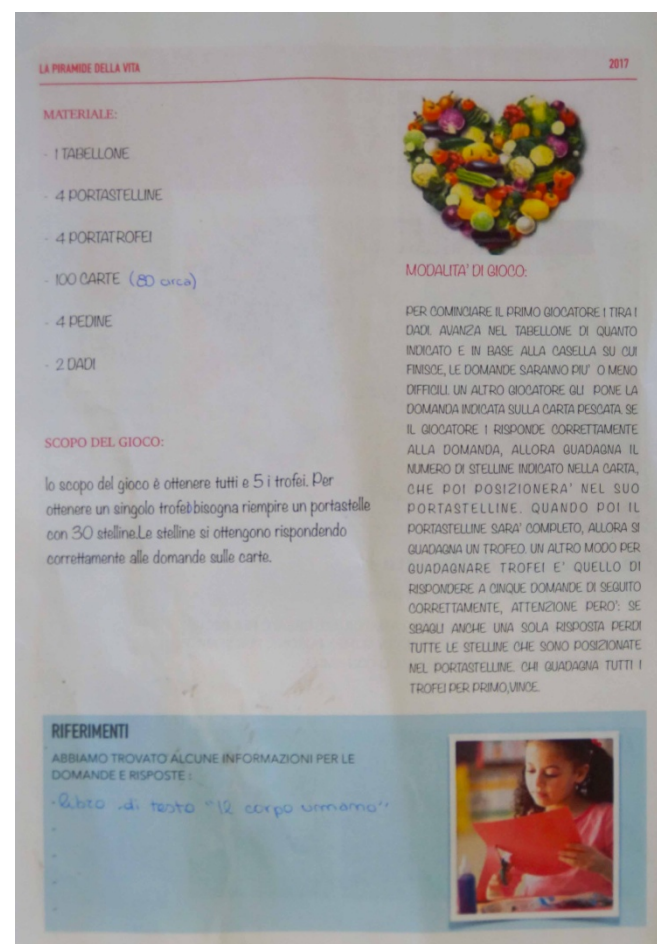 LA PIRAMIDE DELLA VITA
2017
MATERIALE:
- 1 TABELLONE
- 4 PORTASTELLINE
- 4 PORTATROFEI
- 100 CARTE (80 circa)
- 4 PEDINE
- 2 DADI
SCOPO DEL GIOCO:
lo scopo del gioco è ottenere tutti e 5 i trofei. Per
ottenere un singolo trofeo bisogna riempire un portastelle
con 30 stelline.Le stelline si ottengono rispondendo
correttamente alle domande sulle carte.
MODALITA' DI GIOCO:
PER COMINCIARE IL PRIMO GIOCATORE 1 TIRA I
DADI. AVANZA NEL TABELLONE DI QUANTO
INDICATO E IN BASE ALLA CASELLA SU CUI
FINISCE, LE DOMANDE SARANNO PIU' O MENO
DIFFICILI. UN ALTRO GIOCATORE GLI PONE LA
DOMANDA INDICATA SULLA CARTA PESCATA. SE
IL GIOCATORE 1 RISPONDE CORRETTAMENTE
ALLA DOMANDA, ALLORA GUADAGNA IL
NUMERO DI STELLINE INDICATO NELLA CARTA,
CHE POI POSIZIONERA' NEL SUO
PORTASTELLINE. QUANDO POI IL
PORTASTELLINE SARA' COMPLETO, ALLORA SI
GUADAGNA UN TROFEO. UN ALTRO MODO PER
GUADAGNARE TROFEI E' QUELLO DI
RISPONDERE A CINQUE DOMANDE DI SEGUITO
CORRETTAMENTE, ATTENZIONE PERO': SE
SBAGLI ANCHE UNA SOLA RISPOSTA PERDI
TUTTE LE STELLINE CHE SONO POSIZIONATE
NEL PORTASTELLINE. CHI GUADAGNA TUTTI I
TROFEI PER PRIMO,VINCE.
RIFERIMENTI
ABBIAMO TROVATO ALCUNE INFORMAZIONI PER LE
DOMANDE E RISPOSTE :
-libro di testo "Il corpo umano"
-
-
-
-